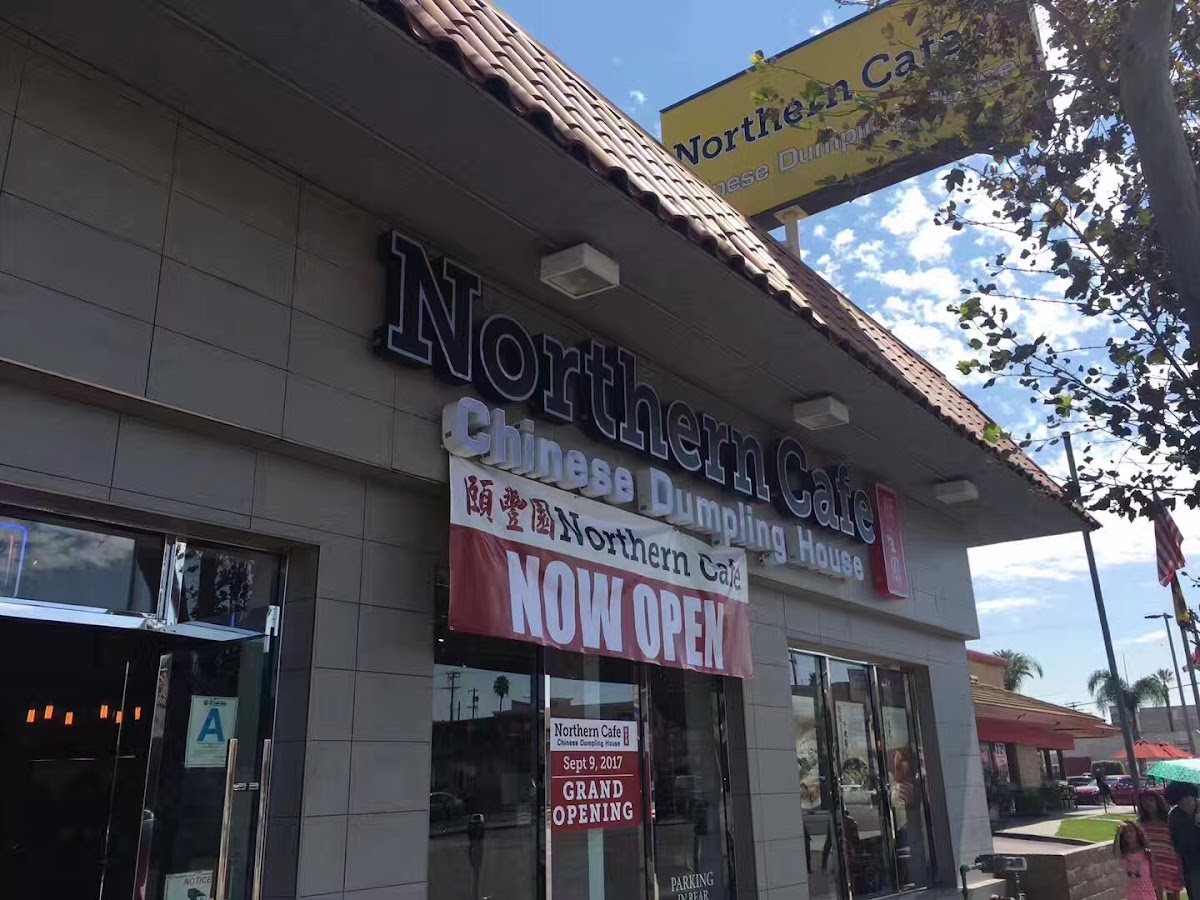 Northern Cafe
Chinese Dumpling House
Northern Cafe
Chinese Dumpling House
頤豐園 Northern Cafe
NOW OPEN
A
Northern Cafe
Chinese Dumpling House
Sept 9, 2017
GRAND
OPENING
PARKING
IN REAR
NOTICE